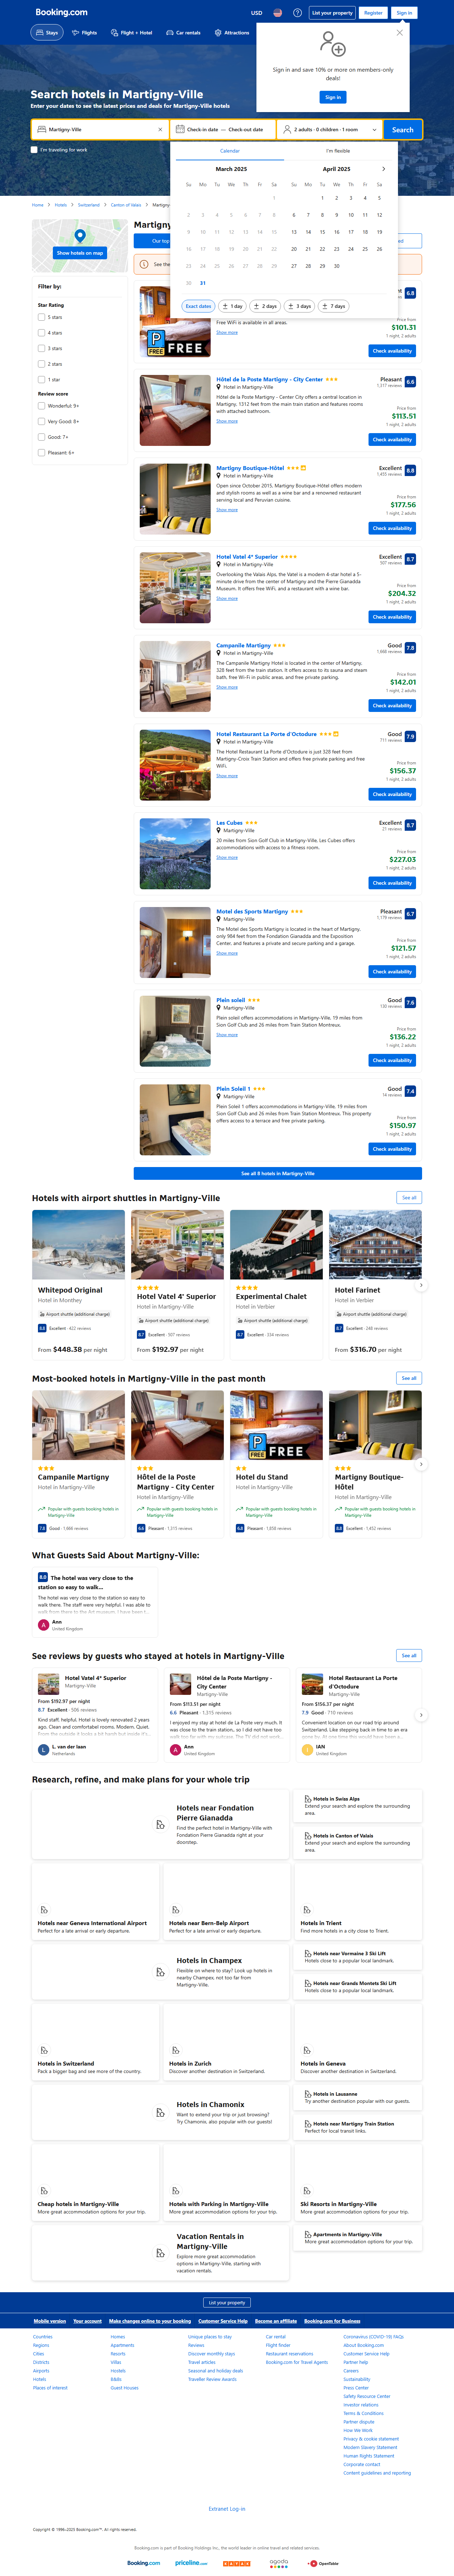 Booking.com
USD
List your property
Register
Sign in
Stays
Flights
Flight + Hotel
Car rentals
Attractions
Sign in and save 10% or more on members-only
deals!
Sign in
Search hotels in Martigny-Ville
Enter your dates to see the latest prices and deals for Martigny-Ville hotels
Martigny-Ville
Check-in date — Check-out date
2 adults · 0 children · 1 room
Search
I'm traveling for work
Calendar
I'm flexible
March 2025
April 2025
Su Mo Tu We Th Fr Sa
1
2 3 4 5 6 7 8
9 10 11 12 13 14 15
16 17 18 19 20 21 22
23 24 25 26 27 28 29
30 31
Su Mo Tu We Th Fr Sa
1 2 3 4 5
6 7 8 9 10 11 12
13 14 15 16 17 18 19
20 21 22 23 24 25 26
27 28 29 30
Exact dates
1 day
2 days
3 days
7 days
Home
Hotels
Switzerland
Canton of Valais
Martigny
Show hotels on map
Filter by:
Star Rating
5 stars
4 stars
3 stars
2 stars
1 star
Review score
Wonderful: 9+
Very Good: 8+
Good: 7+
Pleasant: 6+
Martigny
Our top
See the
6.8
Free WiFi is available in all areas.
Show more
$101.31
1 night, 2 adults
Check availability
Hôtel de la Poste Martigny - City Center
Hotel in Martigny-Ville
Hôtel de la Poste Martigny - City Center offers a central location in
Martigny, 1312 feet from the main train station and features rooms
with attached bathroom.
Show more
Pleasant
1,317 reviews
6.6
Price from
$113.51
1 night, 2 adults
Check availability
Martigny Boutique-Hôtel
Hotel in Martigny-Ville
Open since October 2015, Martigny Boutique-Hôtel offers modern
and stylish rooms as well as a wine bar and a renowned restaurant
serving local and Peruvian cuisine.
Show more
Excellent
1,455 reviews
8.8
Price from
$177.56
1 night, 2 adults
Check availability
Hotel Vatel 4* Superior
Hotel in Martigny-Ville
Overlooking the Valais Alps, the Vatel is a modern 4-star hotel a 5-
minute drive from the center of Martigny and the Pierre Gianadda
Museum. It offers free WiFi, and a restaurant with a wine bar.
Show more
Excellent
507 reviews
8.7
Price from
$204.32
1 night, 2 adults
Check availability
Campanile Martigny
Hotel in Martigny-Ville
The Campanile Martigny Hotel is located in the center of Martigny,
328 feet from the train station. It offers access to its sauna and steam
bath, free Wi-Fi in public areas, and free private parking.
Show more
Good
1,666 reviews
7.8
Price from
$142.01
1 night, 2 adults
Check availability
Hotel Restaurant La Porte d'Octodure
Hotel in Martigny-Ville
The Hotel Restaurant La Porte d'Octodure is just 328 feet from
Martigny-Croix Train Station and offers free private parking and free
WiFi.
Show more
Good
711 reviews
7.9
Price from
$156.37
1 night, 2 adults
Check availability
Les Cubes
Martigny-Ville
20 miles from Sion Golf Club in Martigny-Ville, Les Cubes offers
accommodations with access to a fitness room.
Show more
Excellent
21 reviews
8.7
Price from
$227.03
1 night, 2 adults
Check availability
Motel des Sports Martigny
Martigny-Ville
The Motel des Sports Martigny is located in the heart of Martigny,
only 984 feet from the Fondation Gianadda and the Exposition
Center, and features a private and secure parking and a garage.
Show more
Pleasant
1,179 reviews
6.7
Price from
$121.57
1 night, 2 adults
Check availability
Plein soleil
Martigny-Ville
Plein soleil offers accommodations in Martigny-Ville, 19 miles from
Sion Golf Club and 26 miles from Train Station Montreux.
Show more
Good
130 reviews
7.6
Price from
$136.22
1 night, 2 adults
Check availability
Plein Soleil 1
Martigny-Ville
Plein Soleil 1 offers accommodations in Martigny-Ville, 19 miles from
Sion Golf Club and 26 miles from Train Station Montreux. This property
offers access to a terrace and free private parking.
Good
14 reviews
7.4
Price from
$150.97
1 night, 2 adults
Check availability
See all 8 hotels in Martigny-Ville
Hotels with airport shuttles in Martigny-Ville
See all
Whitepod Original
Hotel in Monthey
Airport shuttle (additional charge)
8.8 Excellent · 422 reviews
From $448.38 per night
Hotel Vatel 4* Superior
Hotel in Martigny-Ville
Airport shuttle (additional charge)
8.7 Excellent · 507 reviews
From $192.97 per night
Experimental Chalet
Hotel in Verbier
Airport shuttle (additional charge)
8.7 Excellent · 334 reviews
Hotel Farinet
Hotel in Verbier
Airport shuttle (additional charge)
8.7 Excellent · 248 reviews
From $316.70 per night
Most-booked hotels in Martigny-Ville in the past month
See all
Campanile Martigny
Hotel in Martigny-Ville
Popular with guests booking hotels in
Martigny-Ville
7.8 Good · 1,666 reviews
Hôtel de la Poste
Martigny - City Center
Hotel in Martigny-Ville
Popular with guests booking hotels in
Martigny-Ville
6.6 Pleasant · 1,315 reviews
Hotel du Stand
Hotel in Martigny-Ville
Popular with guests booking hotels in
Martigny-Ville
6.8 Pleasant · 1,858 reviews
Martigny Boutique-
Hôtel
Hotel in Martigny-Ville
Popular with guests booking hotels in
Martigny-Ville
8.8 Excellent · 1,452 reviews
What Guests Said About Martigny-Ville:
8.0 The hotel was very close to the
station so easy to walk...
The hotel was very close to the station so easy to
walk there. The staff were very helpful. I was able to
Ann
United Kingdom
See reviews by guests who stayed at hotels in Martigny-Ville
See all
Hotel Vatel 4* Superior
Martigny-Ville
From $192.97 per night
8.7 Excellent · 506 reviews
Kind staff, helpful. Hotel is lovely renovated 2 years
ago. Clean and comfortable rooms. Modern. Quiet.
L. van der laan
Netherlands
Hôtel de la Poste Martigny -
City Center
Martigny-Ville
From $113.51 per night
6.6 Pleasant · 1,315 reviews
I enjoyed my stay at hotel de La Poste was very much. It
was easy to find the staff, I don't but did not have too
Ann
United Kingdom
Hotel Restaurant La Porte
d'Octodure
Martigny-Ville
From $156.37 per night
7.9 Good · 710 reviews
Convenient location on our road trip around
Switzerland. Like stepping back in time to an era
IAN
United Kingdom
Research, refine, and make plans for your whole trip
Hotels near Fondation
Pierre Gianadda
Find the perfect hotel in Martigny-Ville with
Fondation Pierre Gianadda right at your
doorstep.
Hotels in Swiss Alps
Extend your search and explore the surrounding
area.
Hotels in Canton of Valais
Extend your search and explore the surrounding
area.
Hotels near Geneva International Airport
Perfect for a late arrival or early departure.
Hotels near Bern-Belp Airport
Perfect for a late arrival or early departure.
Hotels in Trient
Find more hotels in a city close to Trient.
Hotels in Champex
Flexible on where to stay? Look up hotels in
nearby Champex, not too far from
Martigny-Ville.
Hotels near Vormaine 3 Ski Lift
Hotels close to a popular local landmark.
Hotels near Grands Montets Ski Lift
Hotels close to a popular local landmark.
Hotels in Switzerland
Pack a bigger bag and see more of the country.
Hotels in Zurich
Discover another destination in Switzerland.
Hotels in Geneva
Discover another destination in Switzerland.
Hotels in Chamonix
Want to extend your trip or just browsing?
Try Chamonix, also popular with our guests!
Hotels in Lausanne
Try another destination popular with our guests.
Hotels near Martigny Train Station
Perfect for local transit links.
Cheap hotels in Martigny-Ville
More great accommodation options for your trip.
Hotels with Parking in Martigny-Ville
More great accommodation options for your trip.
Ski Resorts in Martigny-Ville
More great accommodation options for your trip.
Vacation Rentals in
Martigny-Ville
Explore more great accommodation
options in Martigny-Ville, starting with
vacation rentals.
Apartments in Martigny-Ville
More great accommodation options for your trip.
List your property
Mobile version
Your account
Make changes online to your booking
Customer Service Help
Become an affiliate
Booking.com for Business
Countries
Regions
Cities
Districts
Airports
Hotels
Places of interest
Homes
Apartments
Resorts
Villas
Hostels
B&Bs
Guest Houses
Unique places to stay
Reviews
Discover monthly stays
Travel articles
Seasonal and holiday deals
Traveller Review Awards
Car rental
Flight finder
Restaurant reservations
Booking.com for Travel Agents
Coronavirus (COVID-19) FAQs
About Booking.com
Customer Service Help
Partner help
Careers
Sustainability
Press Center
Safety Resource Center
Investor relations
Terms & Conditions
Partner dispute
How We Work
Privacy & cookie statement
Modern Slavery Statement
Human Rights Statement
Corporate contact
Content guidelines and reporting
Extranet Log-in
Copyright © 1996–2025 Booking.com™. All rights reserved.
Booking.com is part of Booking Holdings Inc., the world leader in online travel and related services.
Booking.com
priceline.com
KAYAK
agoda
OpenTable